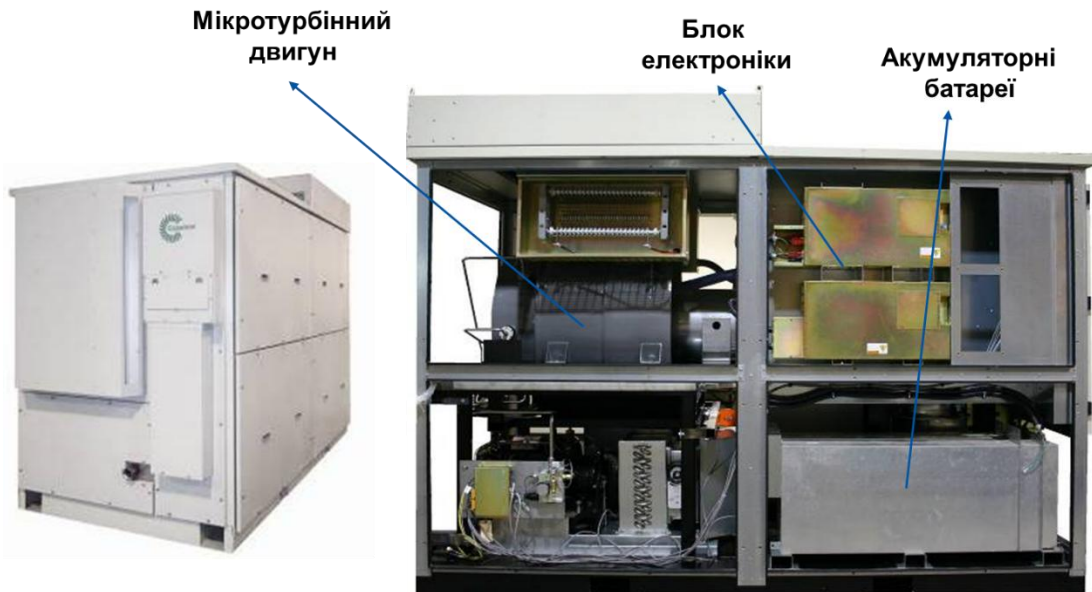 Мікротурбінний
двигун
Блок
електроніки
Акумуляторні
батареї